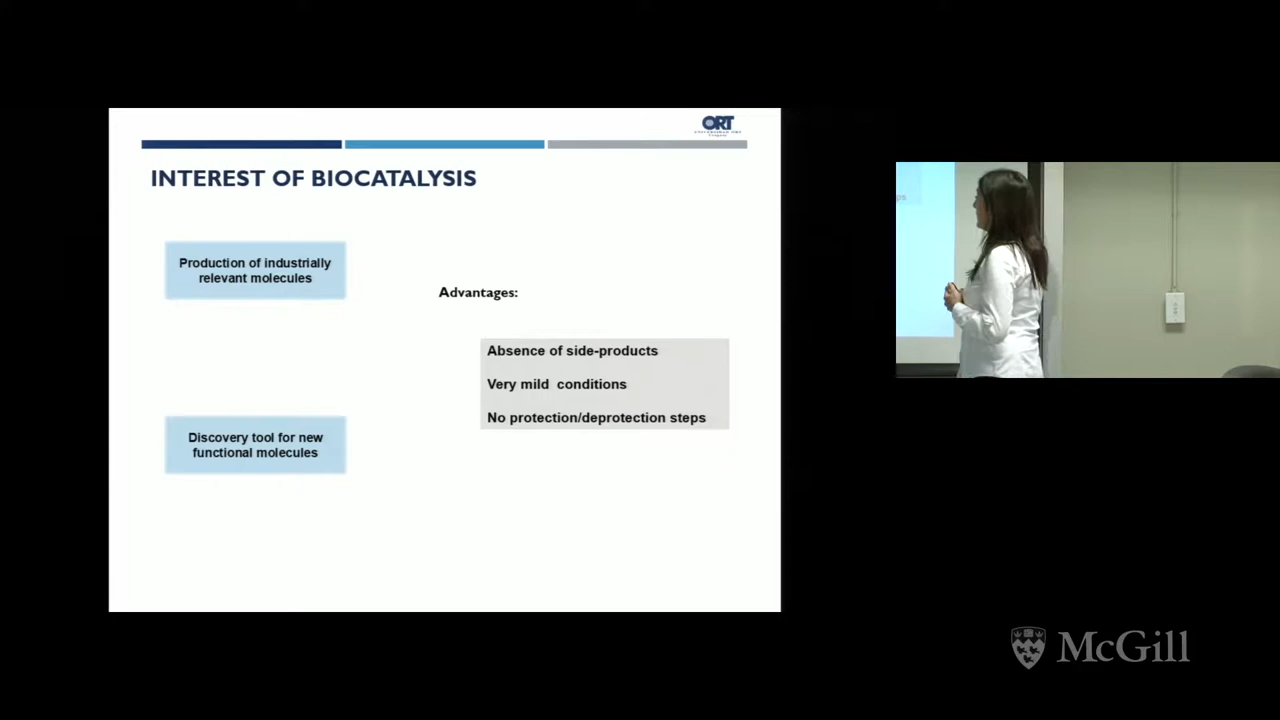 ORT
INTEREST OF BIOCATALYSIS
Production of industrially
relevant molecules
Advantages:
Absence of side-products
Very mild  conditions
No protection/deprotection steps
Discovery tool for new
functional molecules
McGill